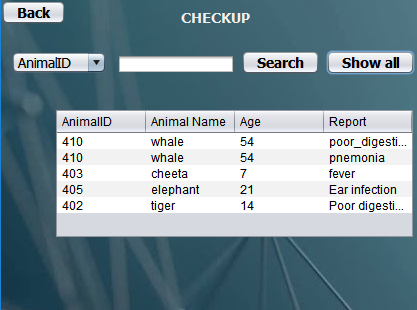 Back
CHECKUP
AnimalID Search Show all
AnimalID Animal Name Age Report
410 whale 54 poor_digesti...
410 whale 54 pnemonia
403 cheeta 7 fever
405 elephant 21 Ear infection
402 tiger 14 Poor digesti...